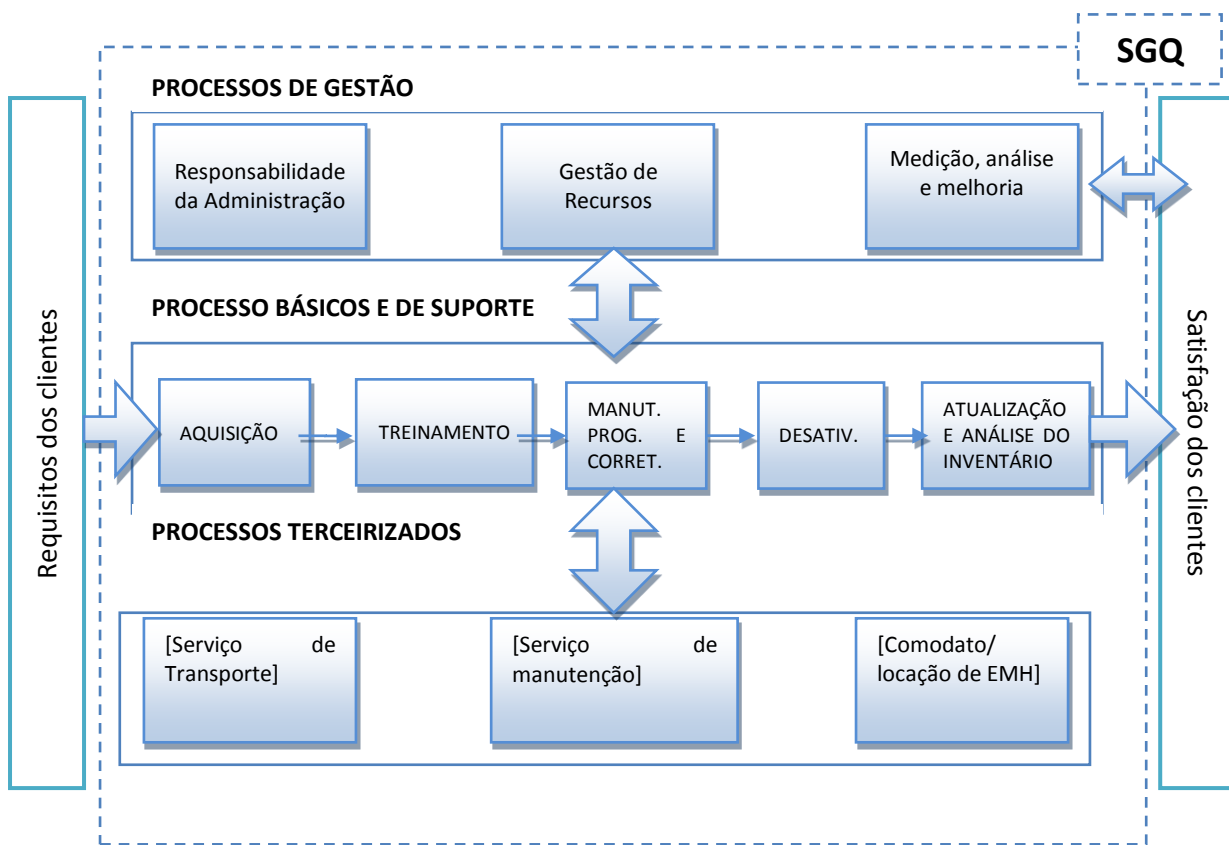 SGQ
PROCESSOS DE GESTÃO
Responsabilidade
da Administração
Gestão de
Recursos
Medição, análise
e melhoria
Requisitos dos clientes
PROCESSO BÁSICOS E DE SUPORTE
AQUISIÇÃO
TREINAMENTO
MANUT.
PROG. E
CORRET.
DESATIV.
ATUALIZAÇÃO
E ANÁLISE DO
INVENTÁRIO
Satisfação dos clientes
PROCESSOS TERCEIRIZADOS
[Serviço de
Transporte]
[Serviço de
manutenção]
[Comodato/
locação de EMH]